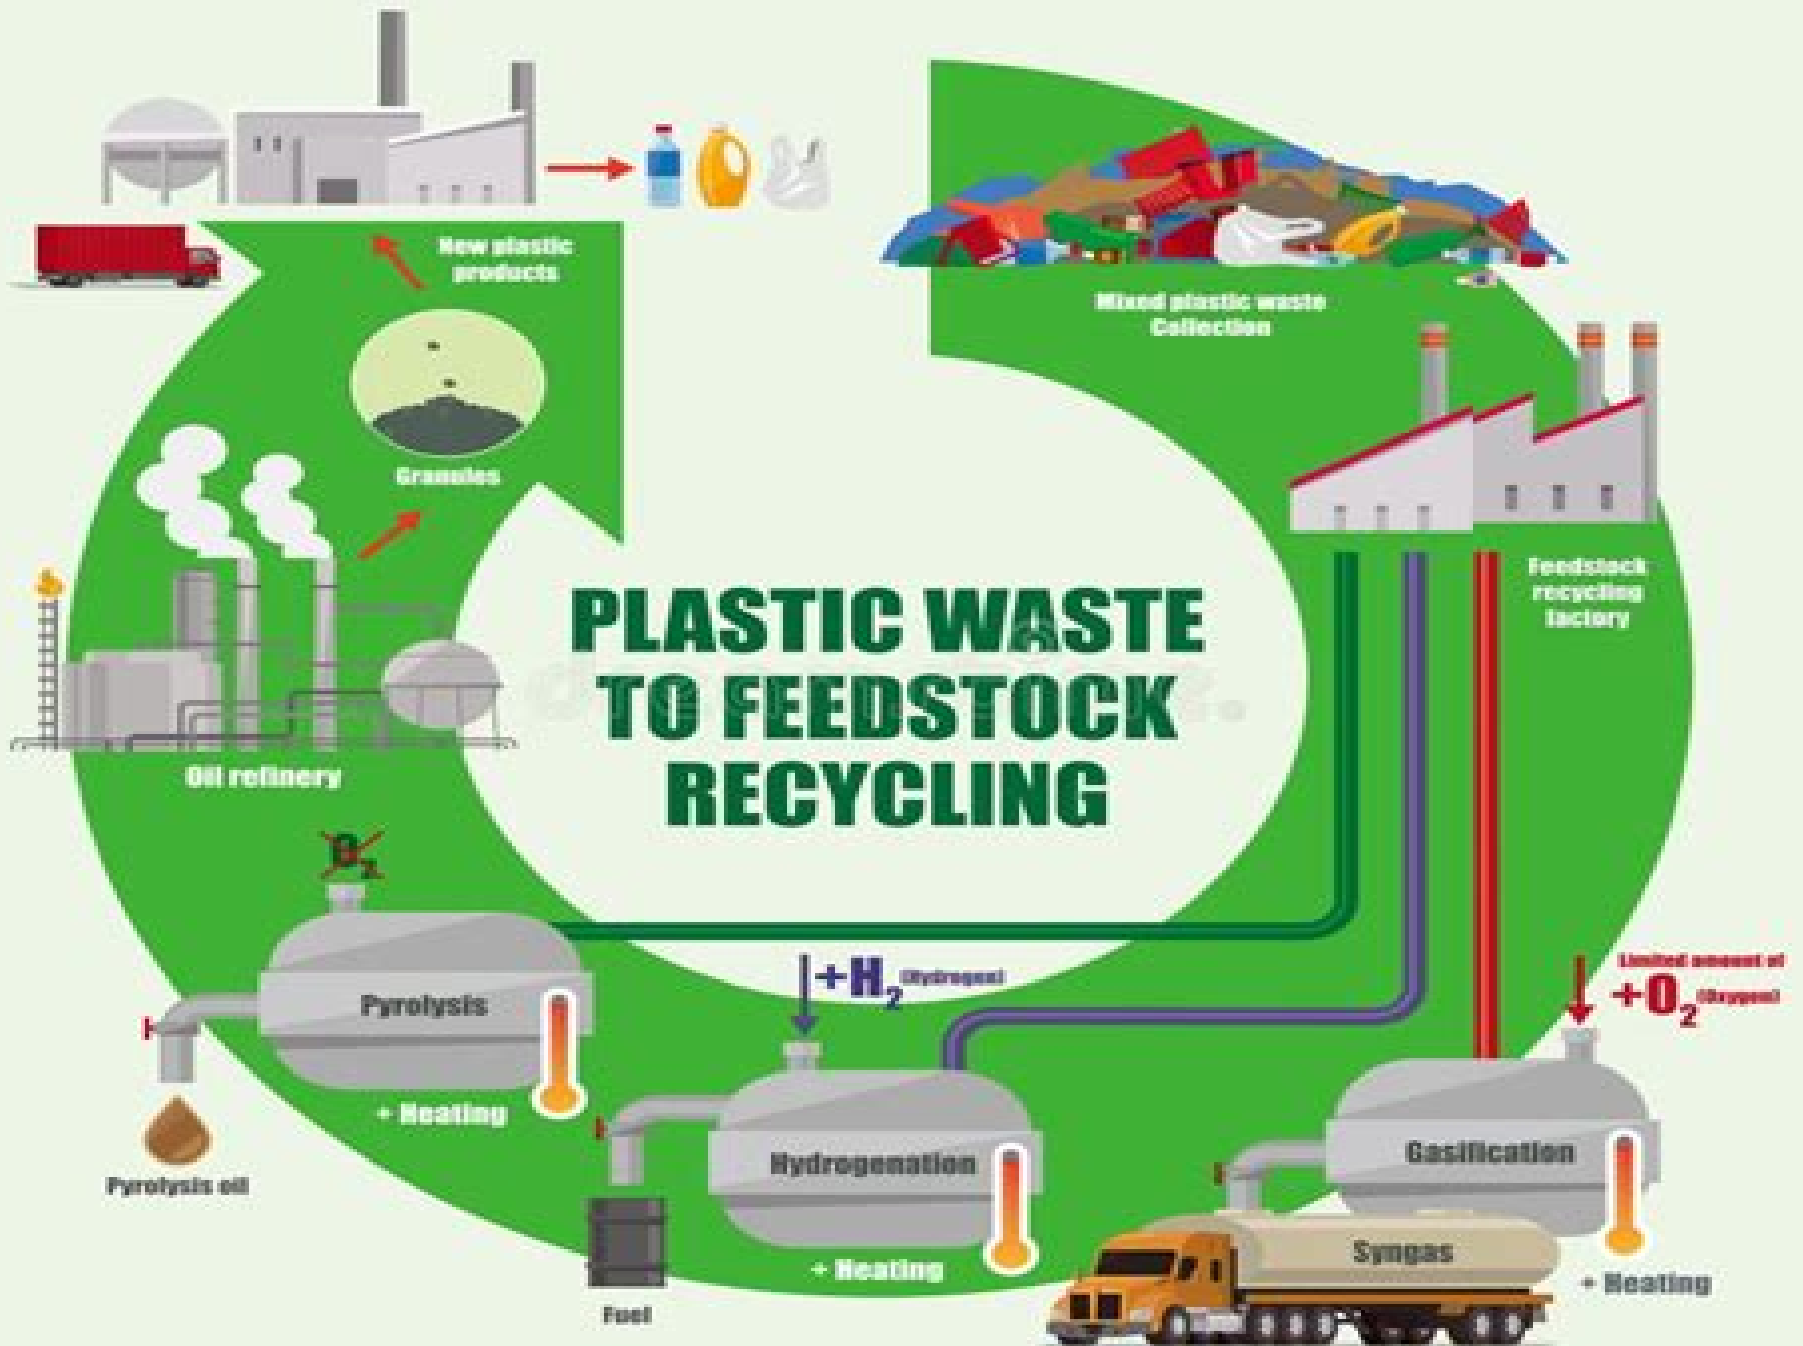 PLASTIC WASTE
TO FEEDSTOCK
RECYCLING
Mixed plastic waste
Collection
Feedstock
recycling
factory
Limited amount of
+O2 (Oxygen)
Gasification
Syngas
+ Heating
+H2 (Hydrogen)
Hydrogenation
+ Heating
Fuel
O2
Pyrolysis
+ Heating
Pyrolysis oil
Oil refinery
Granules
New plastic
products